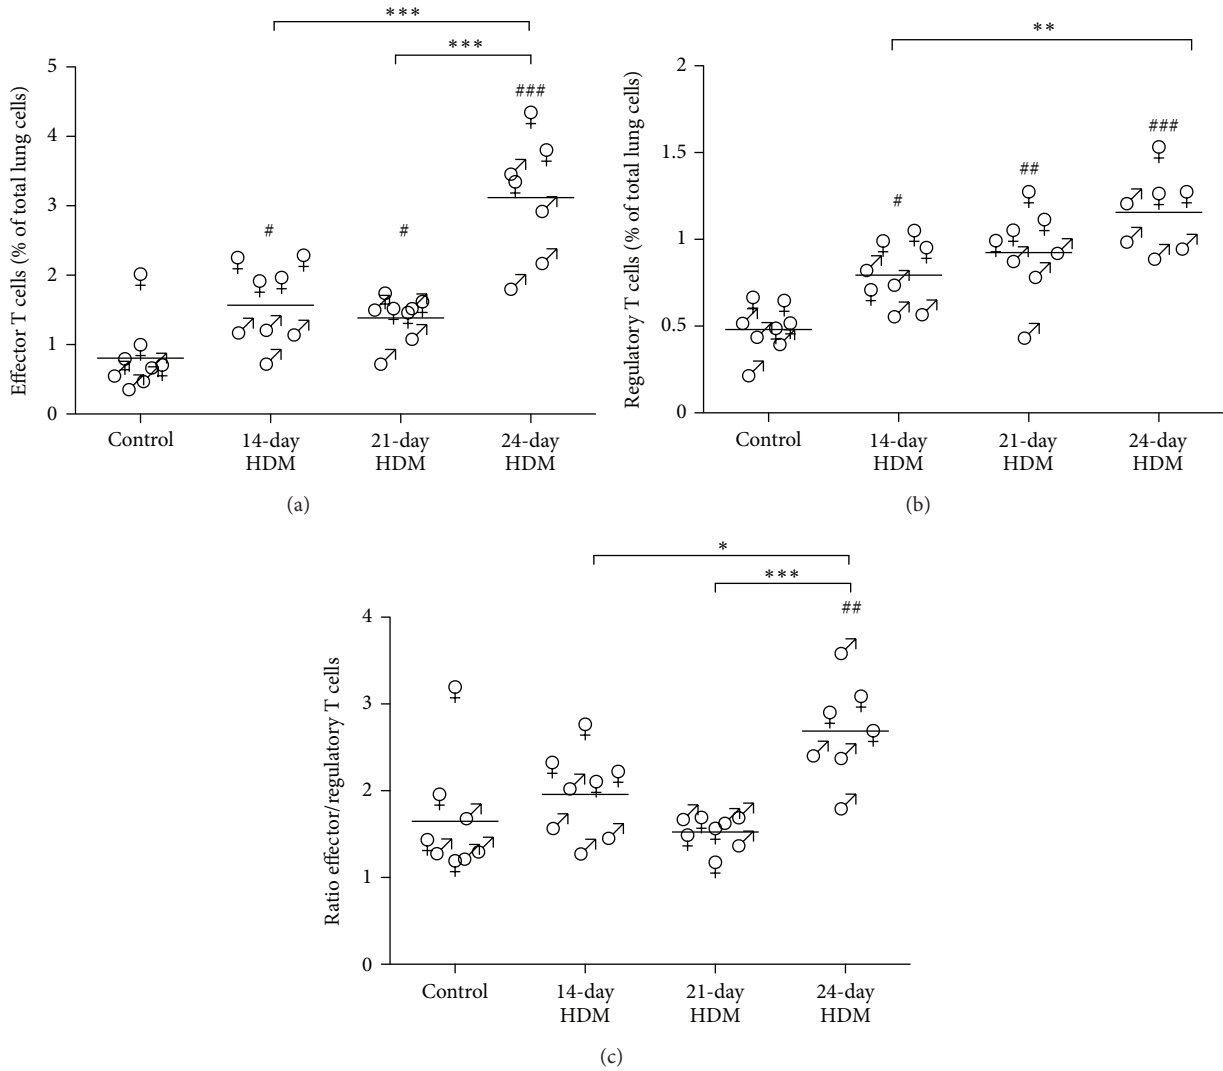 ***
***
5
4
3
2
1
0
Effector T cells (% of total lung cells)
#
#
###
Control
14-day
HDM
21-day
HDM
24-day
HDM
(a)
**
2
1.5
1
0.5
0
Regulatory T cells (% of total lung cells)
#
##
###
Control
14-day
HDM
21-day
HDM
24-day
HDM
(b)
*
***
##
4
3
2
1
0
Ratio effector/regulatory T cells
Control
14-day
HDM
21-day
HDM
24-day
HDM
(c)